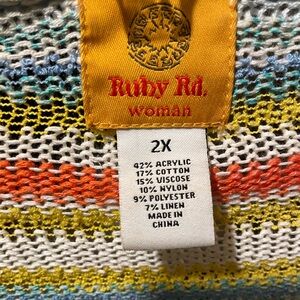 Ruby Rd.
woman
2X
42% ACRYLIC
17% COTTON
15% VISCOSE
10% NYLON
9% POLYESTER
7% LINEN
MADE IN
CHINA